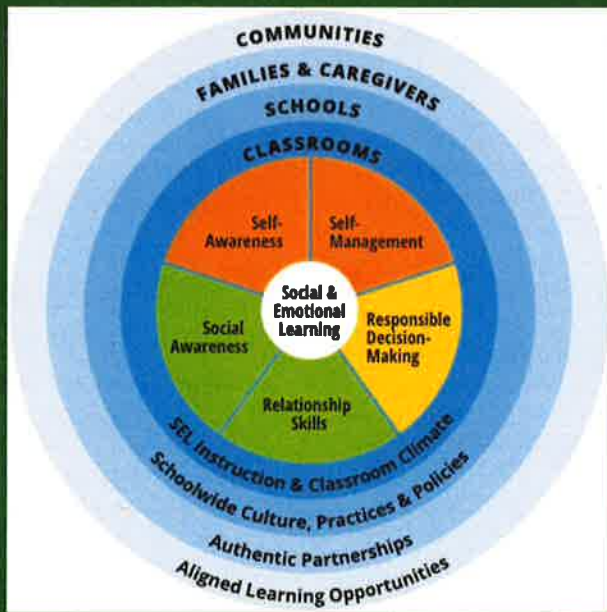 COMMUNITIES
FAMILIES & CAREGIVERS
SCHOOLS
CLASSROOMS
Self-
Awareness
Self-
Management
Social &
Emotional
Learning
Social
Awareness
Responsible
Decision-
Making
Relationship
Skills
SEL Instruction & Classroom Climate
Schoolwide Culture, Practices & Policies
Authentic Partnerships
Aligned Learning Opportunities